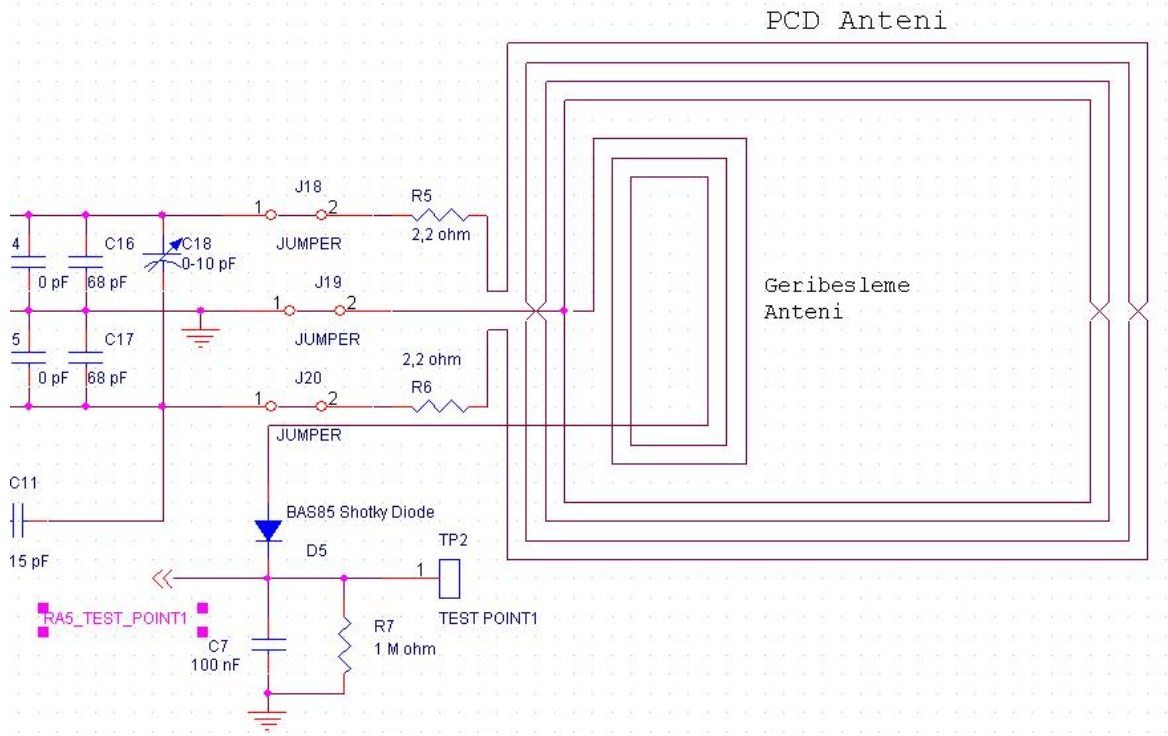 PCD Anteni
J18
R5
1
2
2,2 ohm
JUMPER
4
C16
C18
0-10 pF
0 pF
68 pF
J19
1
2
Geribesleme
Anteni
JUMPER
5
C17
2,2 ohm
0 pF
68 pF
J20
R6
1
2
JUMPER
C11
BAS85 Shotky Diode
D5
TP2
15 pF
1
RA5_TEST_POINT1
TEST POINT1
R7
C7
1 M ohm
100 nF